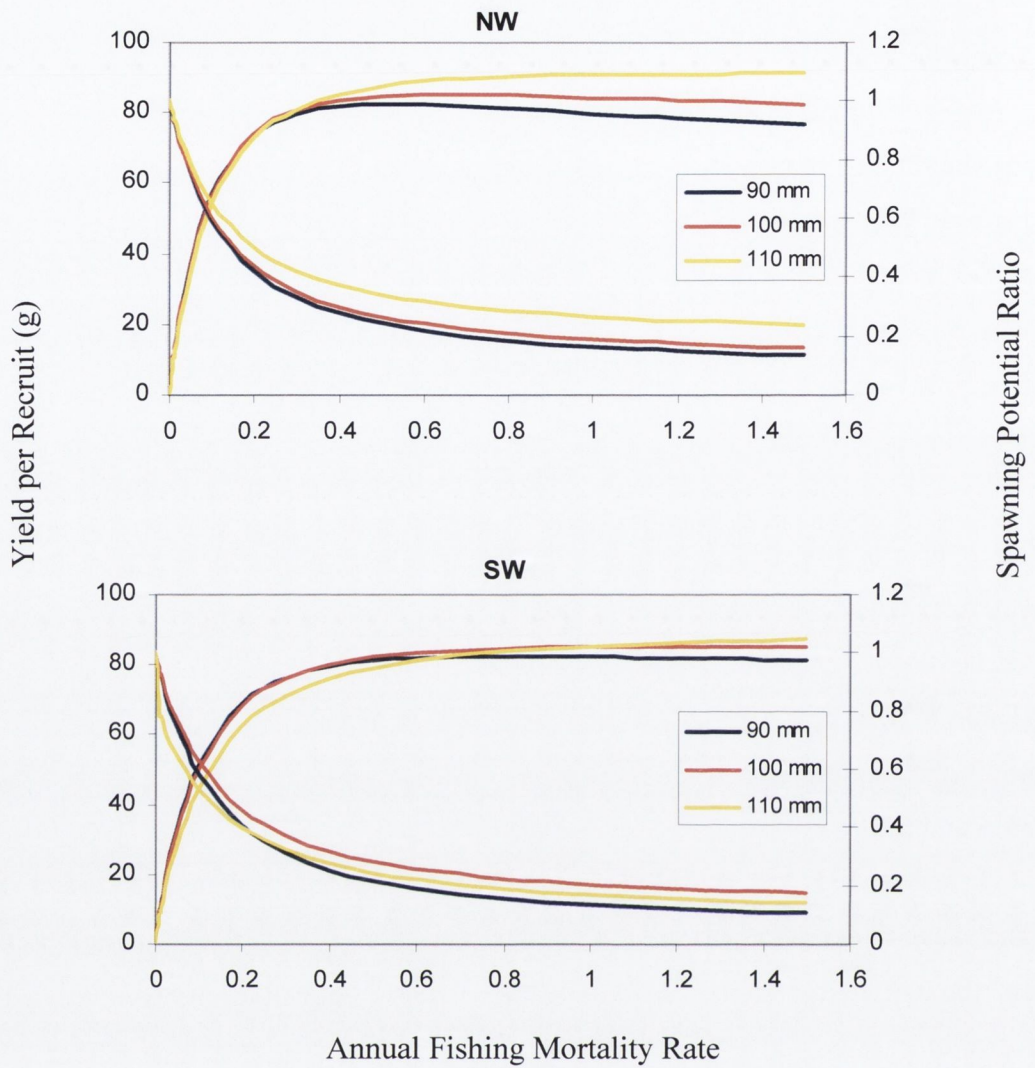 NW
100
80
60
40
20
0
1.2
1
0.8
0.6
0.4
0.2
0
90 mm
100 mm
110 mm
0 0.2 0.4 0.6 0.8 1 1.2 1.4 1.6
Yield per Recruit (g)
Spawning Potential Ratio
SW
100
80
60
40
20
0
1.2
1
0.8
0.6
0.4
0.2
0
90 mm
100 mm
110 mm
0 0.2 0.4 0.6 0.8 1 1.2 1.4 1.6
Annual Fishing Mortality Rate